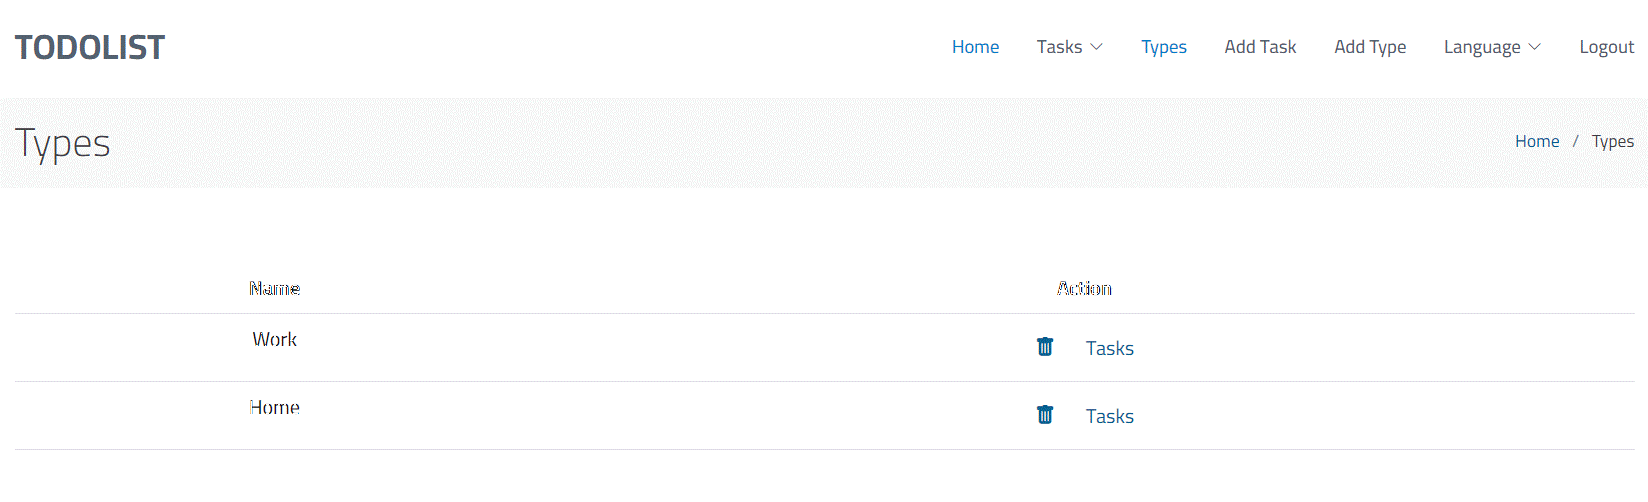 TODOLIST Home Tasks Types Add Task Add Type Language Logout
Types Home / Types
Name Action
Work Tasks
Home Tasks